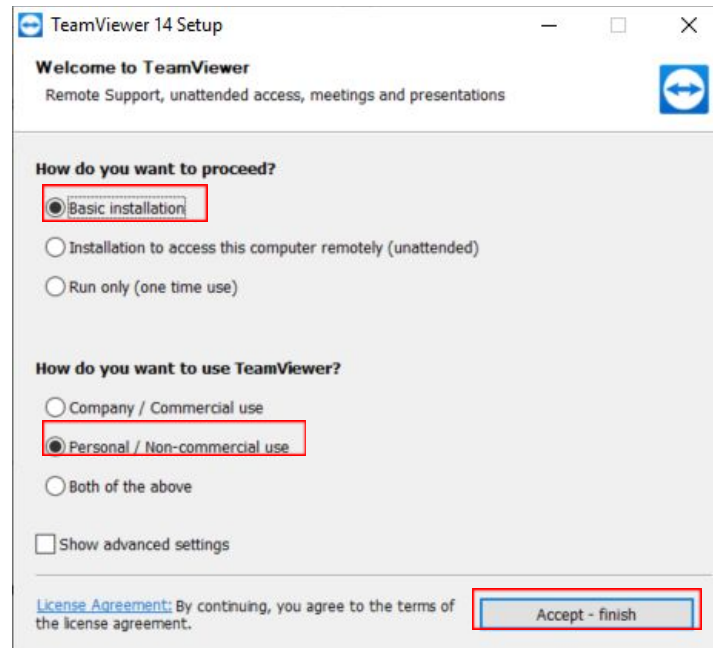 TeamViewer 14 Setup
Welcome to TeamViewer
Remote Support, unattended access, meetings and presentations
How do you want to proceed?
Basic installation
Installation to access this computer remotely (unattended)
Run only (one time use)
How do you want to use TeamViewer?
Company / Commercial use
Personal / Non-commercial use
Both of the above
Show advanced settings
License Agreement: By continuing, you agree to the terms of
the license agreement.
Accept - finish